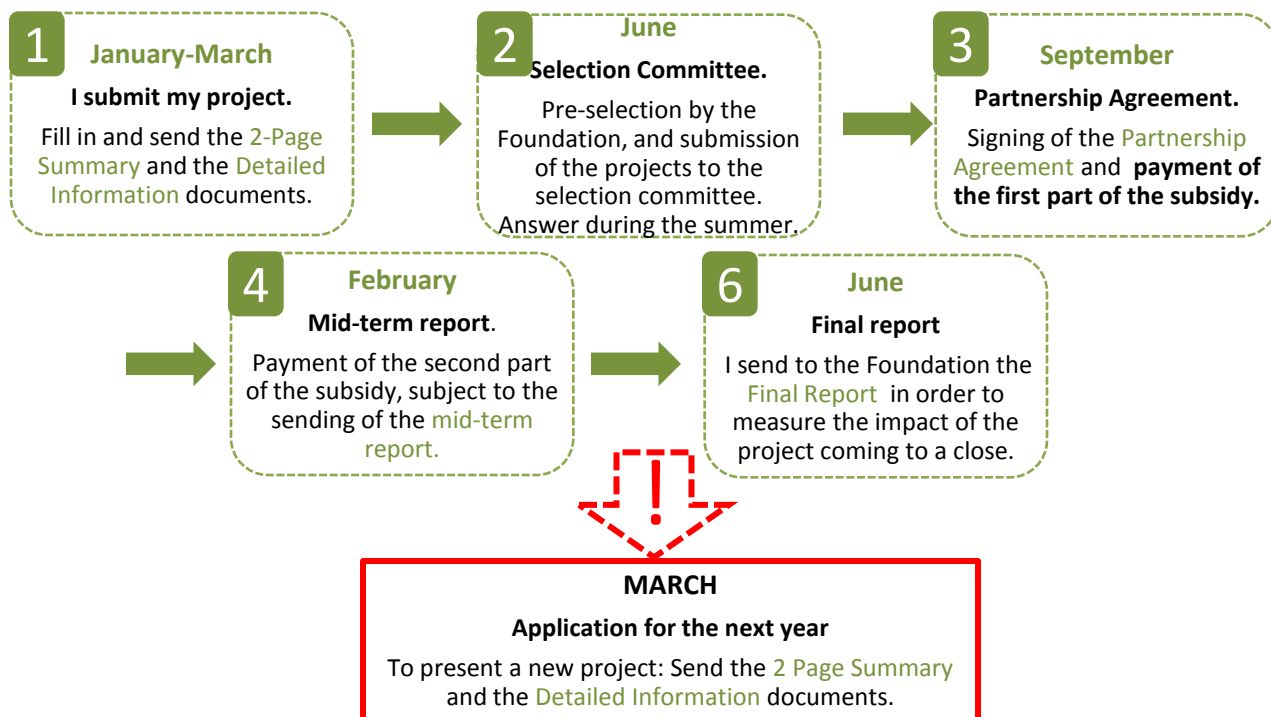 1
January-March
I submit my project.
Fill in and send the 2-Page
Summary and the Detailed
Information documents.
2
June
Selection Committee.
Pre-selection by the
Foundation, and submission
of the projects to the
selection committee.
Answer during the summer.
3
September
Partnership Agreement.
Signing of the Partnership
Agreement and payment of
the first part of the subsidy.
4
February
Mid-term report.
Payment of the second part
of the subsidy, subject to the
sending of the mid-term
report.
6
June
Final report
I send to the Foundation the
Final Report in order to
measure the impact of the
project coming to a close.
!
MARCH
Application for the next year
To present a new project: Send the 2 Page Summary
and the Detailed Information documents.